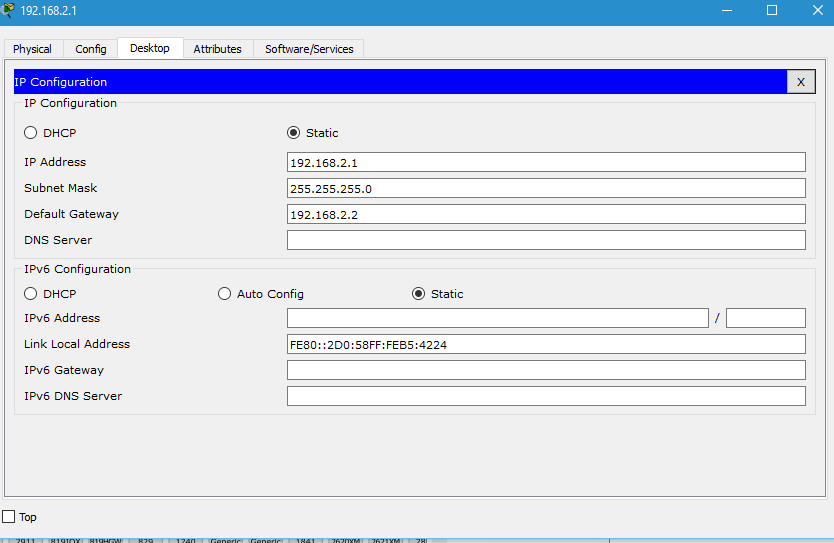 192.168.2.1
Physical Config Desktop Attributes Software/Services
IP Configuration X
IP Configuration
DHCP Static
IP Address 192.168.2.1
Subnet Mask 255.255.255.0
Default Gateway 192.168.2.2
DNS Server
IPv6 Configuration
DHCP Auto Config Static
IPv6 Address /
Link Local Address FE80::2D0:58FF:FEB5:4224
IPv6 Gateway
IPv6 DNS Server
Top
2911 819IOX 819HGW 829 1240 Generic Generic 1841 2620XM 2621XM 28